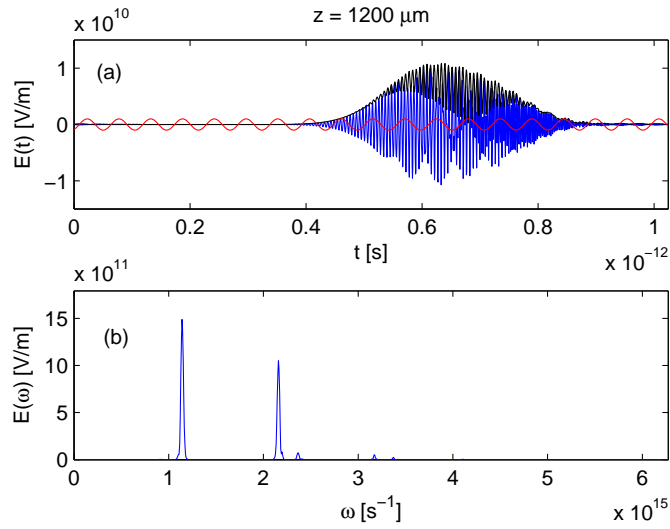 z = 1200 μm
x 10^10
(a)
E(t) [V/m]
1
0
−1
0 0.2 0.4 0.6 0.8 1
t [s]
x 10^−12
x 10^11
(b)
E(ω) [V/m]
15
10
5
0
0 1 2 3 4 5 6
ω [s^−1]
x 10^15